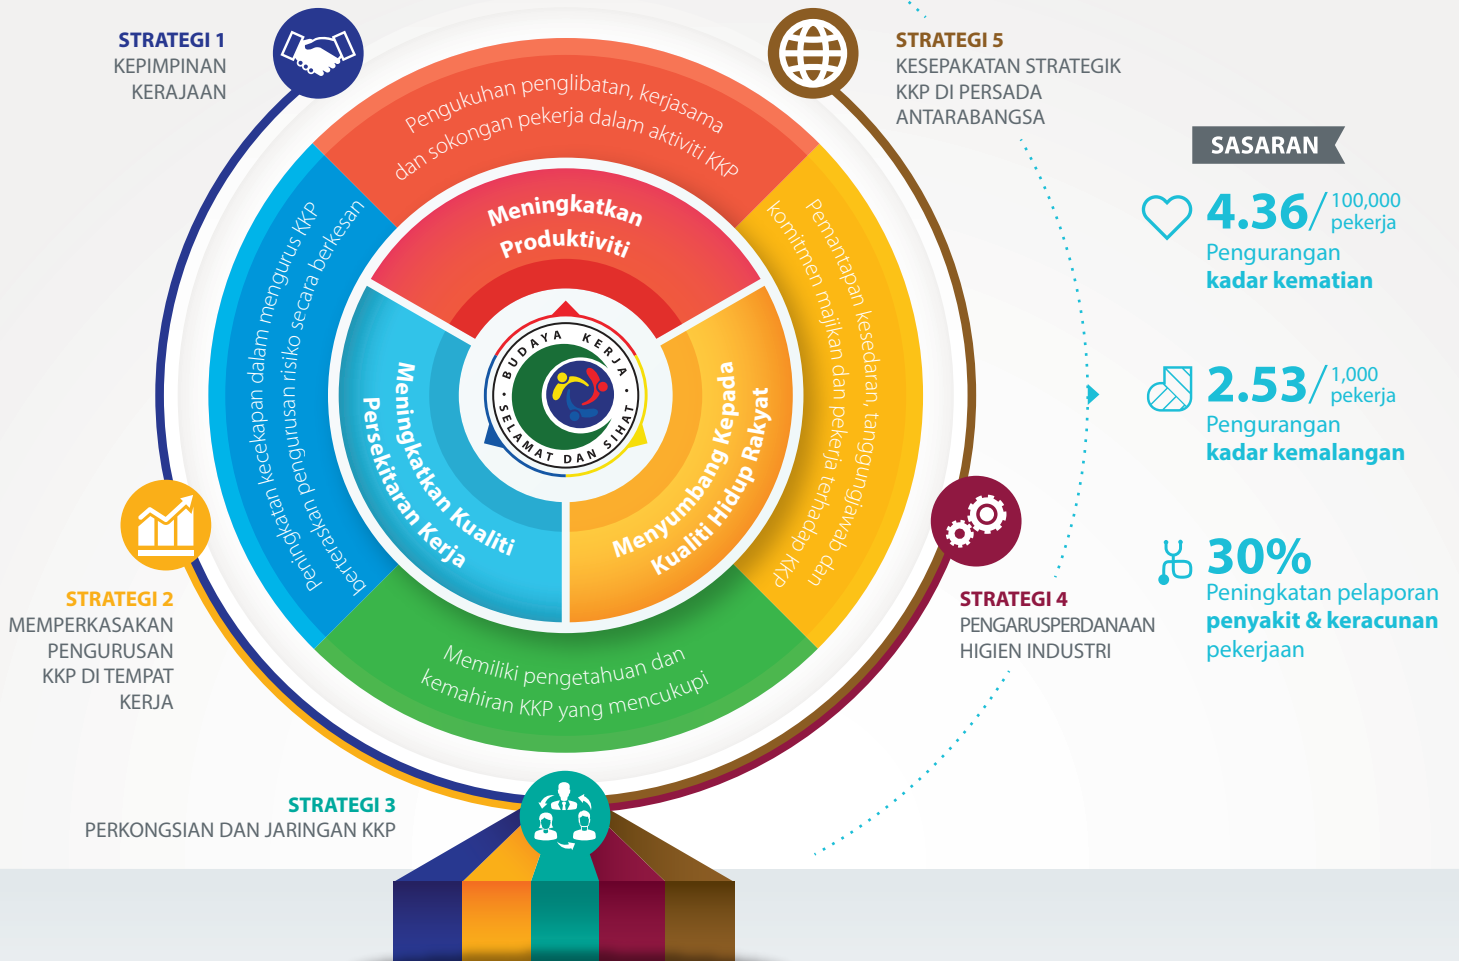 STRATEGI 1
KEPIMPINAN
KERAJAAN
STRATEGI 5
KESEPAKATAN STRATEGIK
KKP DI PERSADA
ANTARABANGSA
Pengukuhan penglibatan, kerjasama
dan sokongan pekerja dalam aktiviti KKP
Peningkatan kecekapan dalam mengurus KKP
berteraskan pengurusan risiko secara berkesan
Pemantapan kesedaran, tanggungjawab dan
komitmen majikan dan pekerja terhadap KKP
Memiliki pengetahuan dan
kemahiran KKP yang mencukupi
Meningkatkan
Produktiviti
Meningkatkan Kualiti
Persekitaran Kerja
Menyumbang Kepada
Kualiti Hidup Rakyat
BUDAYA KERJA
SELAMAT DAN SIHAT
STRATEGI 2
MEMPERKASAKAN
PENGURUSAN
KKP DI TEMPAT
KERJA
STRATEGI 4
PENGARUSPERDANAAN
HIGIEN INDUSTRI
STRATEGI 3
PERKONGSIAN DAN JARINGAN KKP
SASARAN
4.36/100,000
pekerja
Pengurangan
kadar kematian
2.53/1,000
pekerja
Pengurangan
kadar kemalangan
30%
Peningkatan pelaporan
penyakit & keracunan
pekerjaan